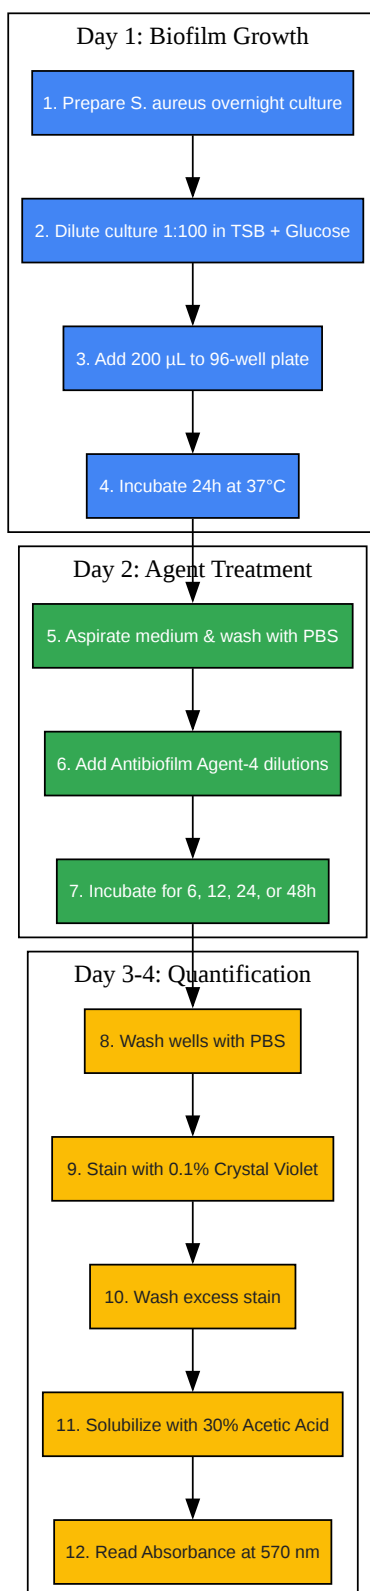 Day 1: Biofilm Growth
1. Prepare S. aureus overnight culture
2. Dilute culture 1:100 in TSB + Glucose
3. Add 200 µL to 96-well plate
4. Incubate 24h at 37°C
Day 2: Agent Treatment
5. Aspirate medium & wash with PBS
6. Add Antibiofilm Agent-4 dilutions
7. Incubate for 6, 12, 24, or 48h
Day 3-4: Quantification
8. Wash wells with PBS
9. Stain with 0.1% Crystal Violet
10. Wash excess stain
11. Solubilize with 30% Acetic Acid
12. Read Absorbance at 570 nm